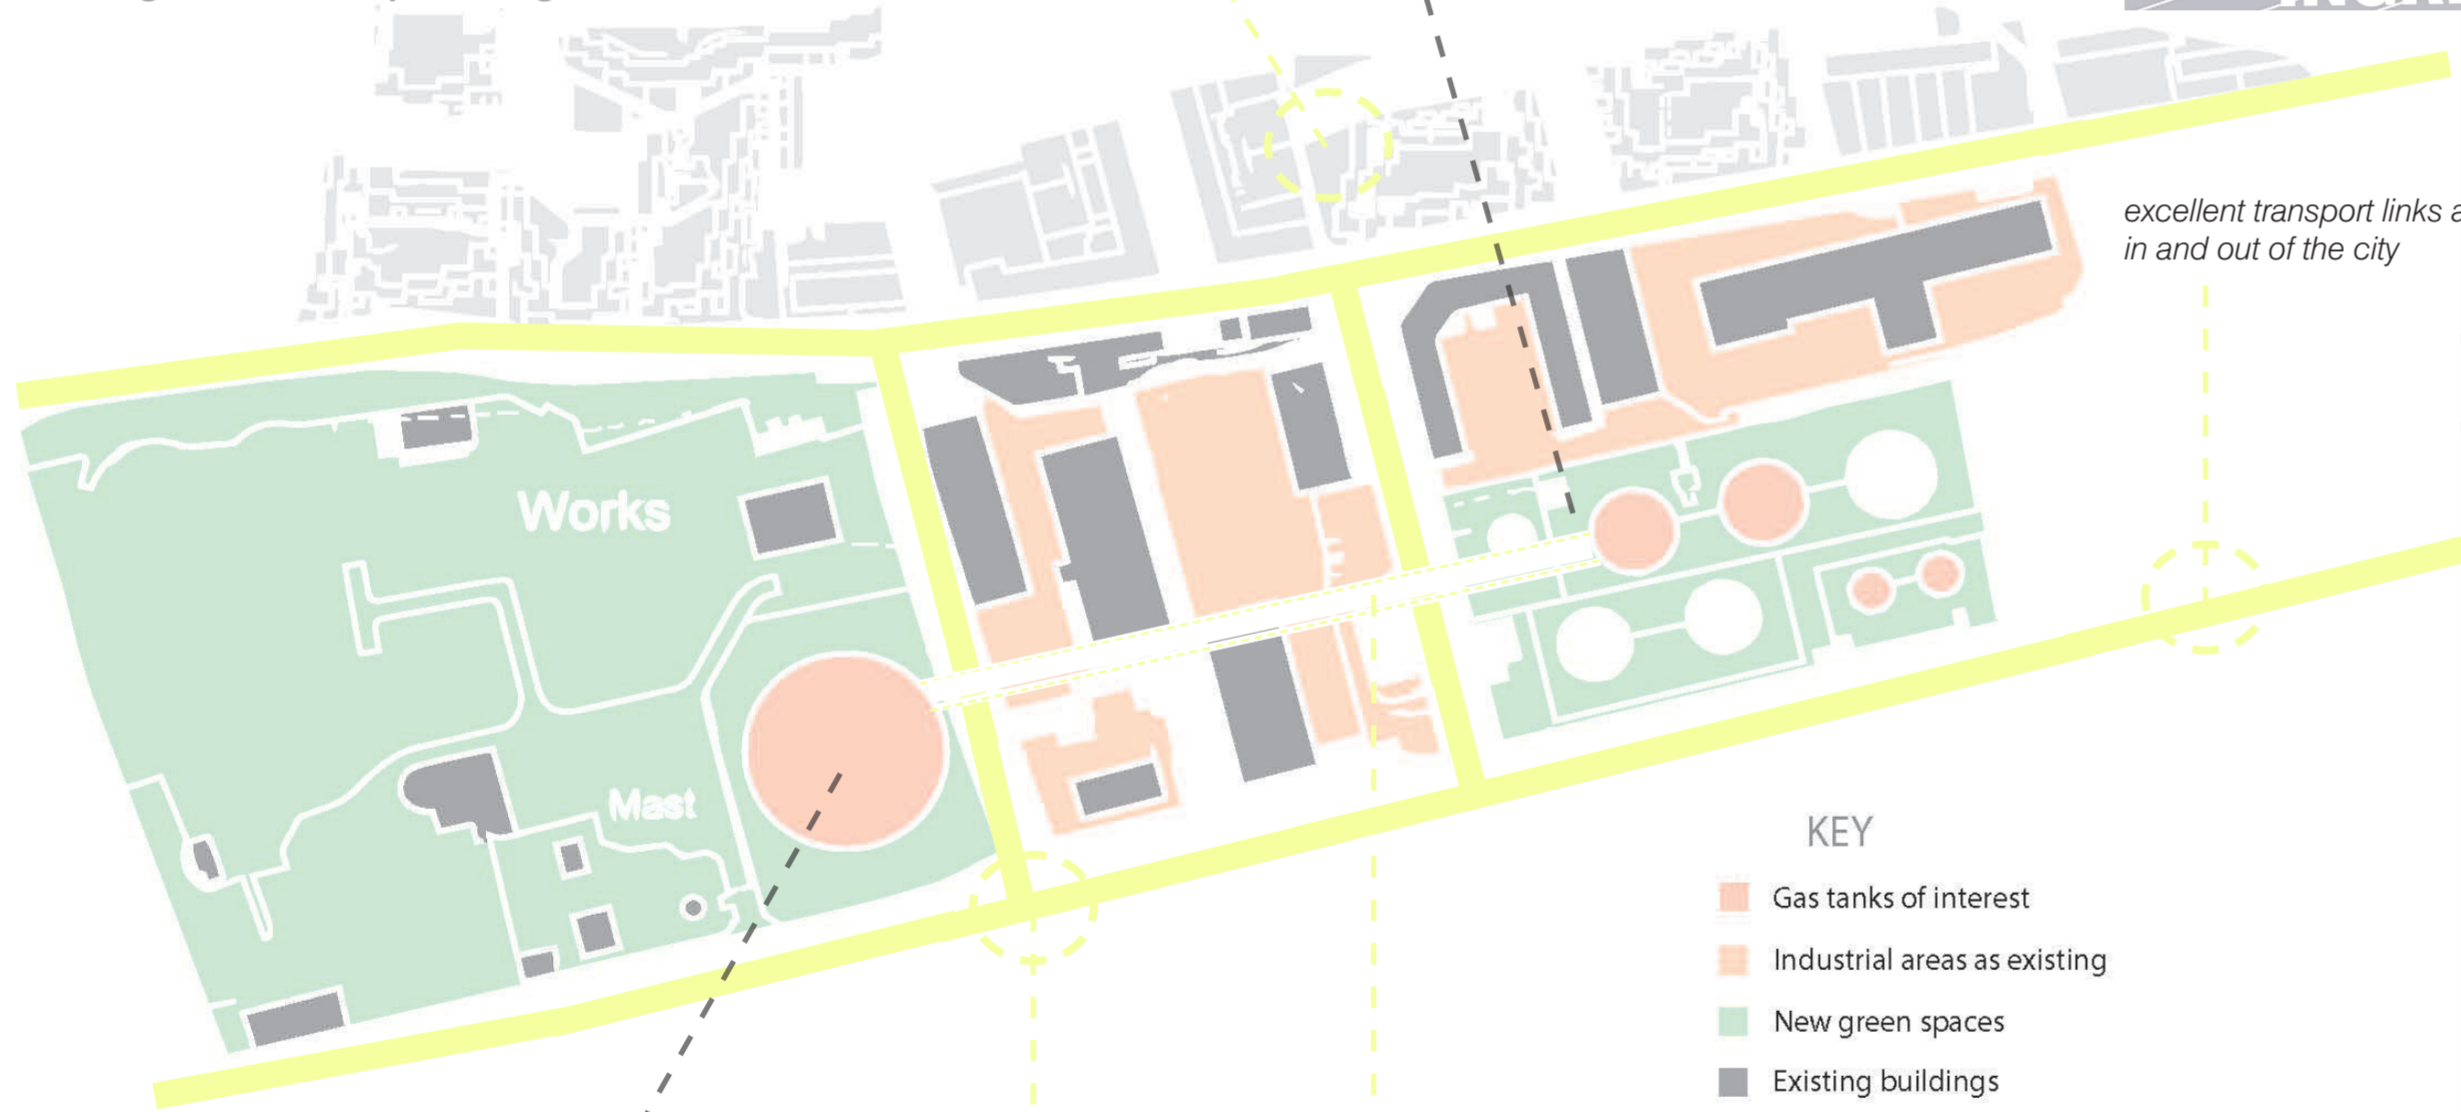 excellent transport links
in and out of the city
Works
Mast
KEY
Gas tanks of interest
Industrial areas as existing
New green spaces
Existing buildings